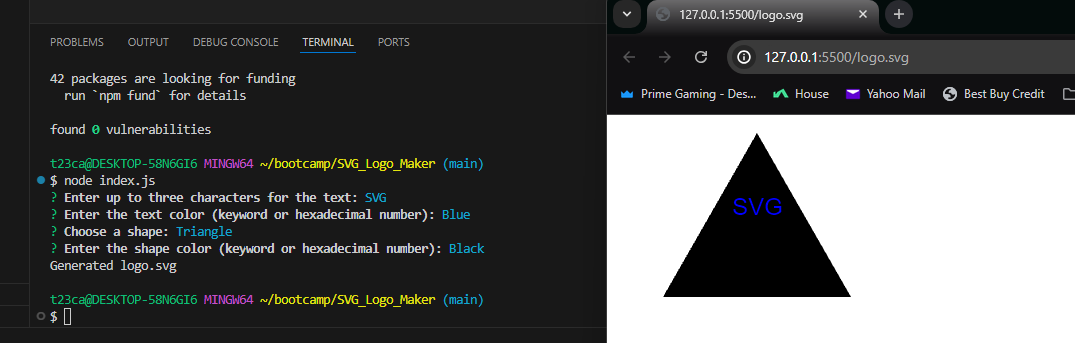 PROBLEMS OUTPUT DEBUG CONSOLE TERMINAL PORTS
42 packages are looking for funding
run `npm fund` for details
found 0 vulnerabilities
t23ca@DESKTOP-58N6GI6 MINGW64 ~/bootcamp/SVG_Logo_Maker (main)
$ node index.js
? Enter up to three characters for the text: SVG
? Enter the text color (keyword or hexadecimal number): Blue
? Choose a shape: Triangle
? Enter the shape color (keyword or hexadecimal number): Black
Generated logo.svg
t23ca@DESKTOP-58N6GI6 MINGW64 ~/bootcamp/SVG_Logo_Maker (main)
$
127.0.0.1:5500/logo.svg
127.0.0.1:5500/logo.svg
Prime Gaming - Des... House Yahoo Mail Best Buy Credit
SVG